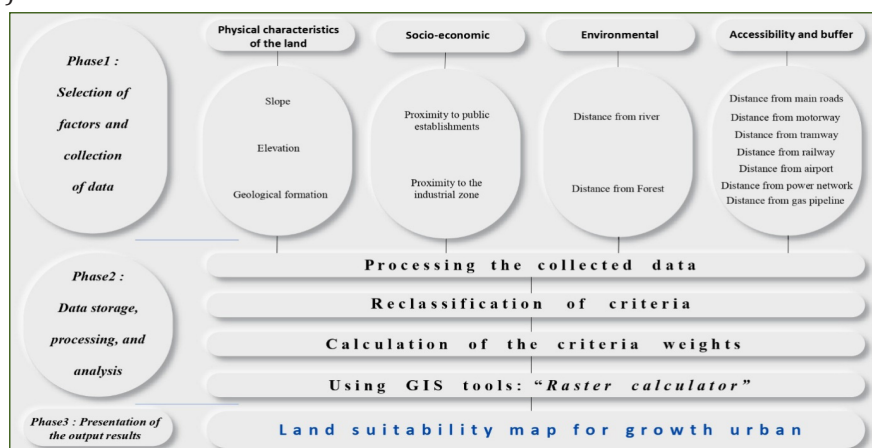 Phase1 :
Selection of
factors and
collection
of data
Physical characteristics
of the land
Slope
Elevation
Geological formation
Socio-economic
Proximity to public
establishments
Proximity to the
industrial zone
Environmental
Distance from river
Distance from Forest
Accessibility and buffer
Distance from main roads
Distance from motorway
Distance from tramway
Distance from railway
Distance from airport
Distance from power network
Distance from gas pipeline
Phase2 :
Data storage,
processing, and
analysis
Processing the collected data
Reclassification of criteria
Calculation of the criteria weights
Using GIS tools: “Raster calculator”
Phase3 : Presentation of
the output results
Land suitability map for growth urban